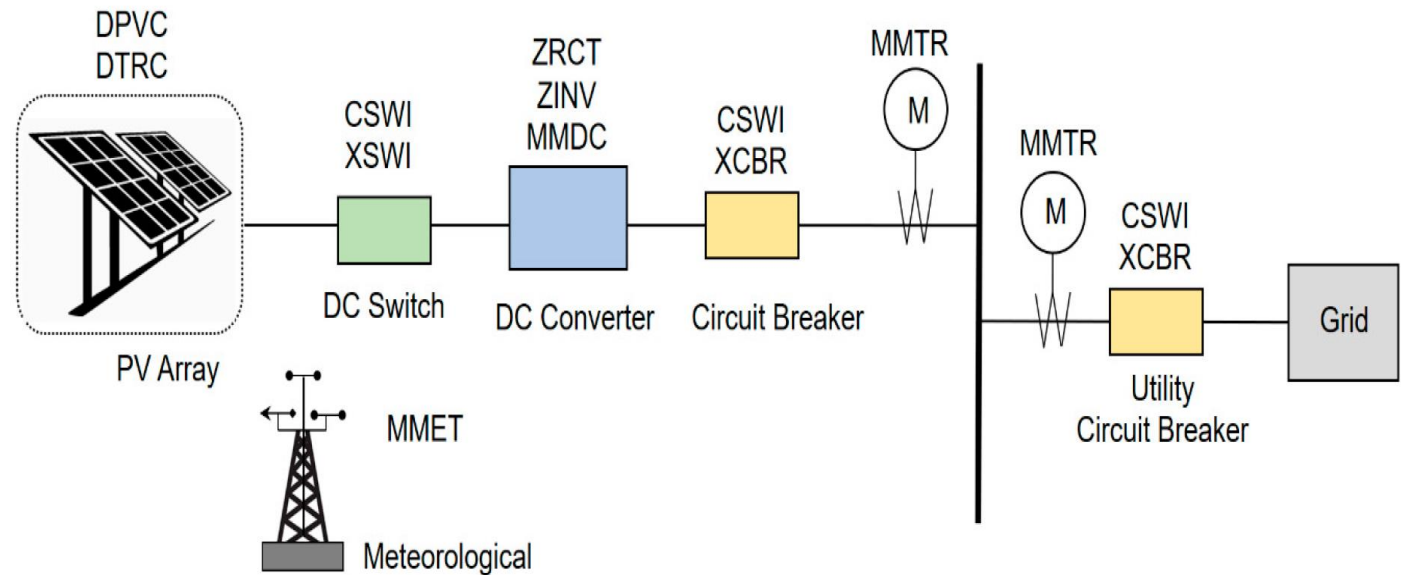 DPVC
DTRC
PV Array
CSWI
XSWI
DC Switch
ZRCT
ZINV
MMDC
DC Converter
CSWI
XCBR
Circuit Breaker
MMTR
M
MMTR
M
CSWI
XCBR
Utility
Circuit Breaker
Grid
MMET
Meteorological